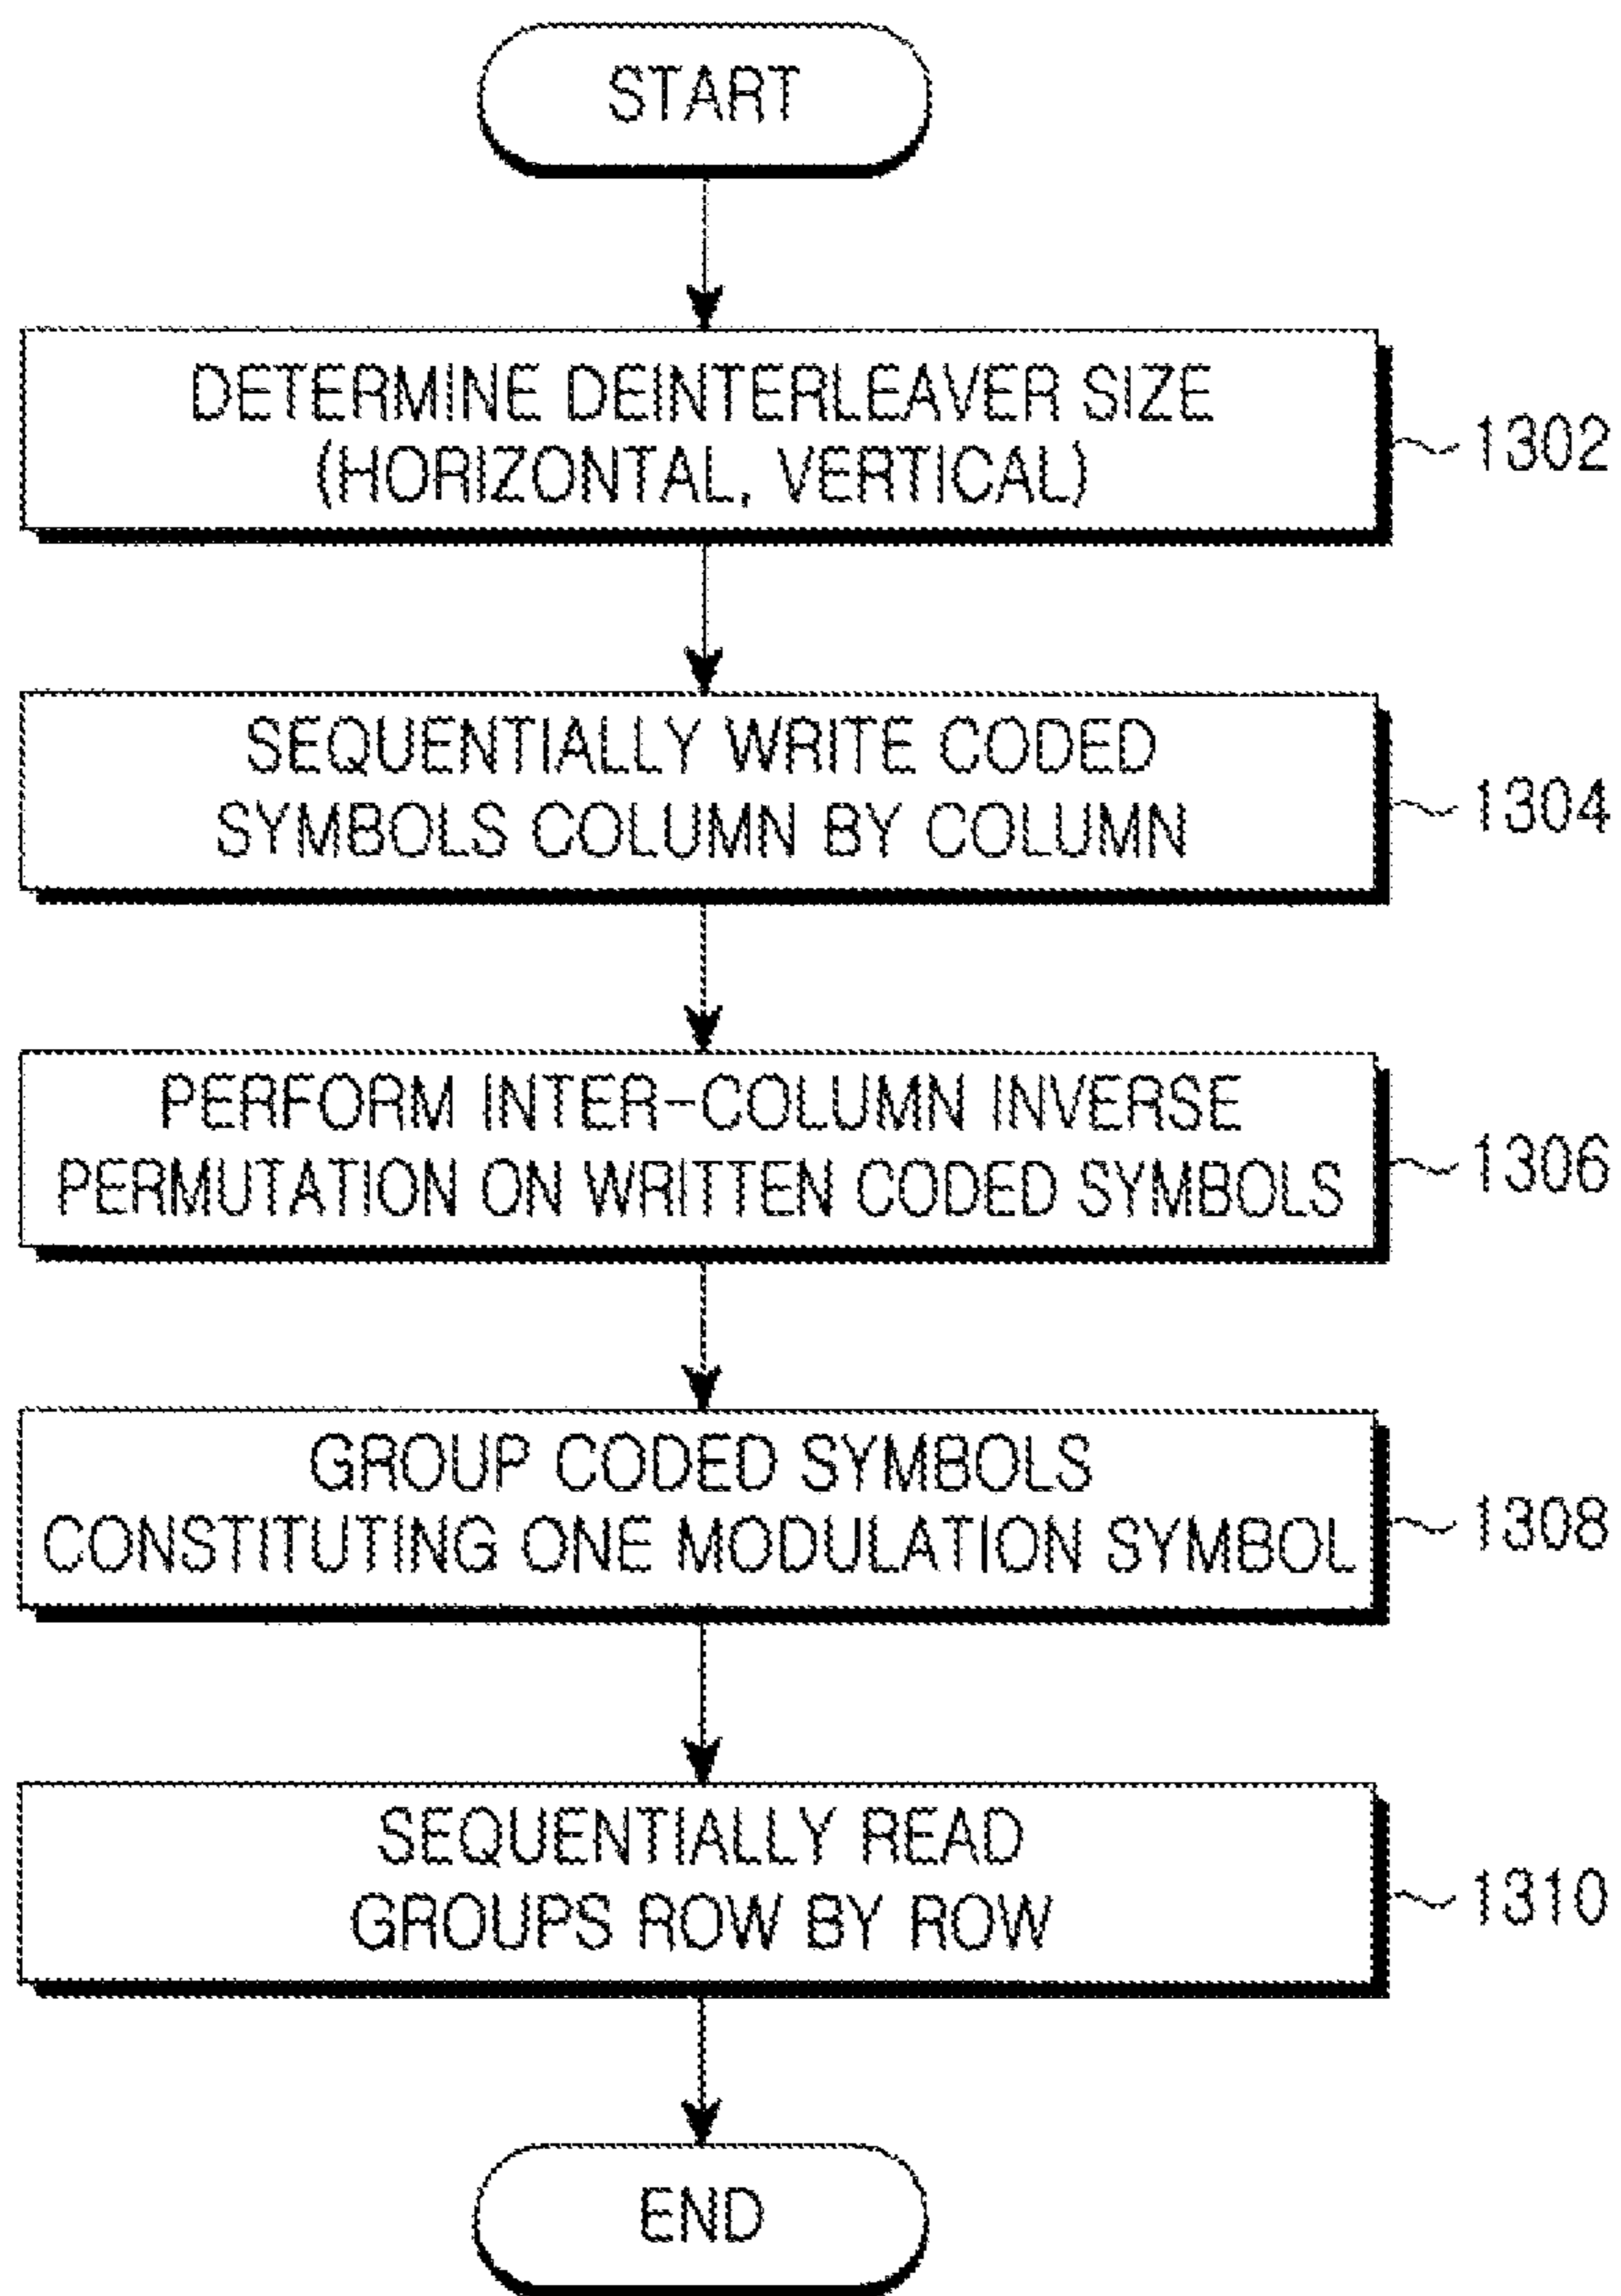 START
DETERMINE DEINTERLEAVER SIZE
(HORIZONTAL, VERTICAL)
1302
SEQUENTIALLY WRITE CODED
SYMBOLS COLUMN BY COLUMN
1304
PERFORM INTER-COLUMN INVERSE
PERMUTATION ON WRITTEN CODED SYMBOLS
1306
GROUP CODED SYMBOLS
CONSTITUTING ONE MODULATION SYMBOL
1308
SEQUENTIALLY READ
GROUPS ROW BY ROW
1310
END